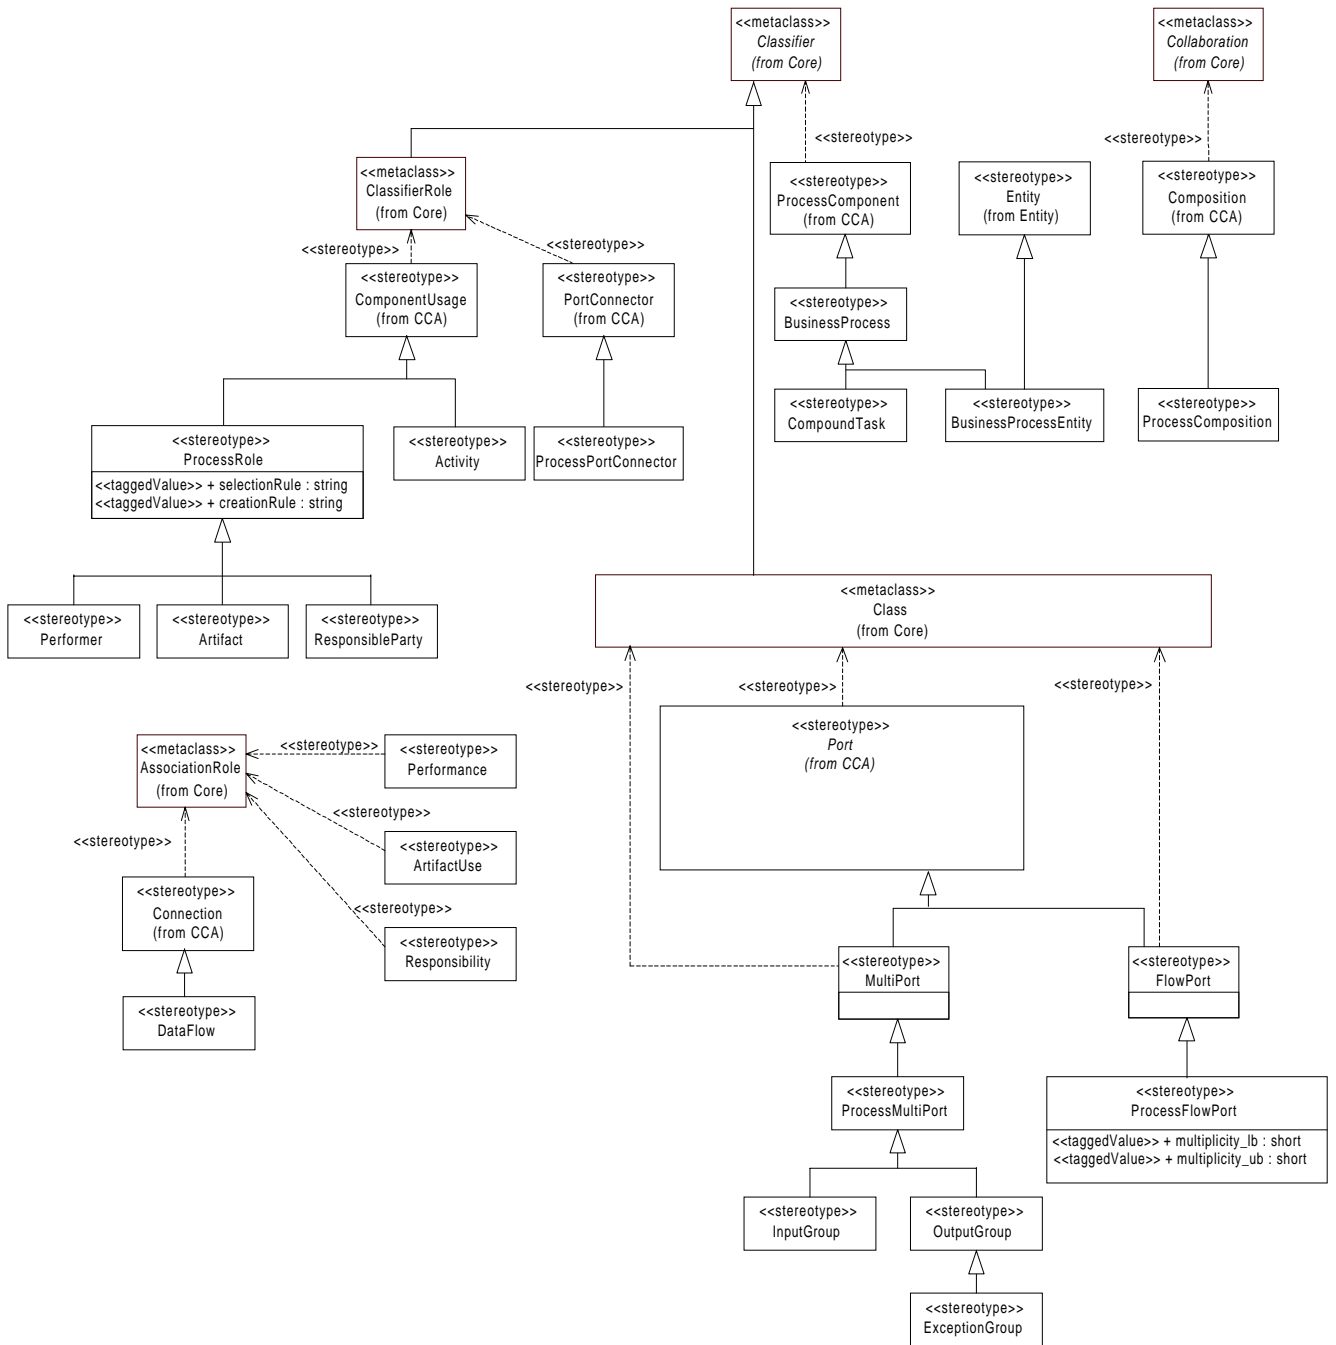 <<metaclass>>
Classifier
(from Core)
<<metaclass>>
Collaboration
(from Core)
<<stereotype>>
<<stereotype>>
<<metaclass>>
ClassifierRole
(from Core)
<<stereotype>>
ProcessComponent
(from CCA)
<<stereotype>>
Entity
(from Entity)
<<stereotype>>
Composition
(from CCA)
<<stereotype>>
<<stereotype>>
<<stereotype>>
ComponentUsage
(from CCA)
<<stereotype>>
PortConnector
(from CCA)
<<stereotype>>
BusinessProcess
<<stereotype>>
CompoundTask
<<stereotype>>
BusinessProcessEntity
<<stereotype>>
ProcessComposition
<<stereotype>>
ProcessRole
<<taggedValue>> + selectionRule : string
<<taggedValue>> + creationRule : string
<<stereotype>>
Activity
<<stereotype>>
ProcessPortConnector
<<stereotype>>
Performer
<<stereotype>>
Artifact
<<stereotype>>
ResponsibleParty
<<metaclass>>
Class
(from Core)
<<stereotype>>
<<stereotype>>
<<stereotype>>
<<stereotype>>
Port
(from CCA)
<<metaclass>>
AssociationRole
(from Core)
<<stereotype>>
<<stereotype>>
Performance
<<stereotype>>
<<stereotype>>
<<stereotype>>
ArtifactUse
<<stereotype>>
Connection
(from CCA)
<<stereotype>>
<<stereotype>>
Responsibility
<<stereotype>>
DataFlow
<<stereotype>>
MultiPort
<<stereotype>>
FlowPort
<<stereotype>>
ProcessMultiPort
<<stereotype>>
ProcessFlowPort
<<taggedValue>> + multiplicity_lb : short
<<taggedValue>> + multiplicity_ub : short
<<stereotype>>
InputGroup
<<stereotype>>
OutputGroup
<<stereotype>>
ExceptionGroup